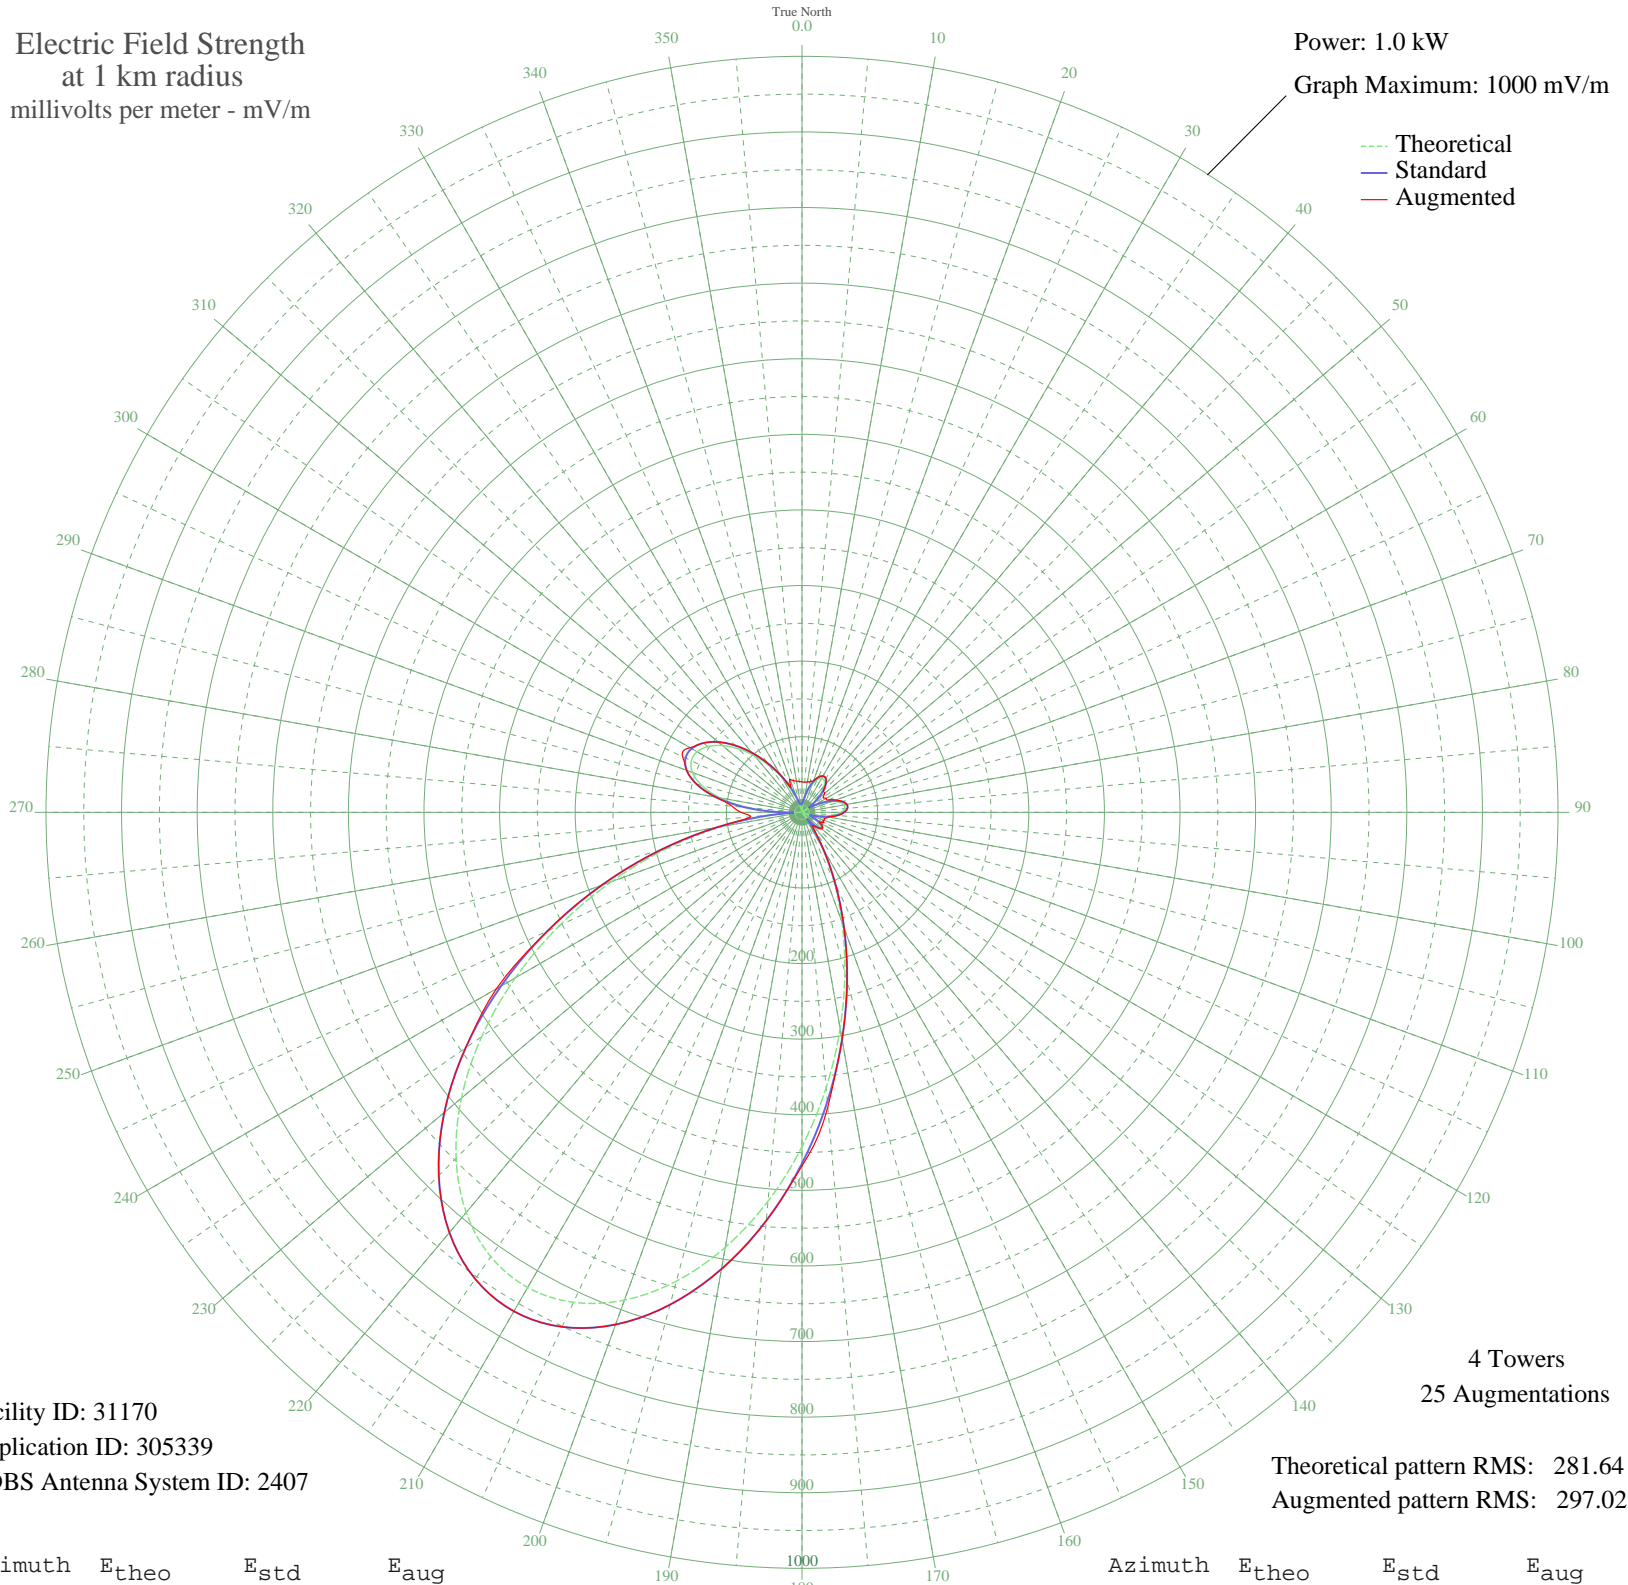 True North
Electric Field Strength
at 1 km radius
millivolts per meter - mV/m
Power: 1.0 kW
Graph Maximum: 1000 mV/m
Theoretical
Standard
Augmented
0.0
10
20
30
40
50
60
70
80
90
100
110
120
130
140
150
160
170
190
200
210
220
230
240
250
260
270
280
290
300
310
320
330
340
350
200
300
400
500
600
700
800
900
1000
4 Towers
25 Augmentations
cility ID: 31170
plication ID: 305339
DBS Antenna System ID: 2407
Theoretical pattern RMS: 281.64
Augmented pattern RMS: 297.02
imuth Etheo Estd Eaug
Azimuth Etheo Estd Eaug